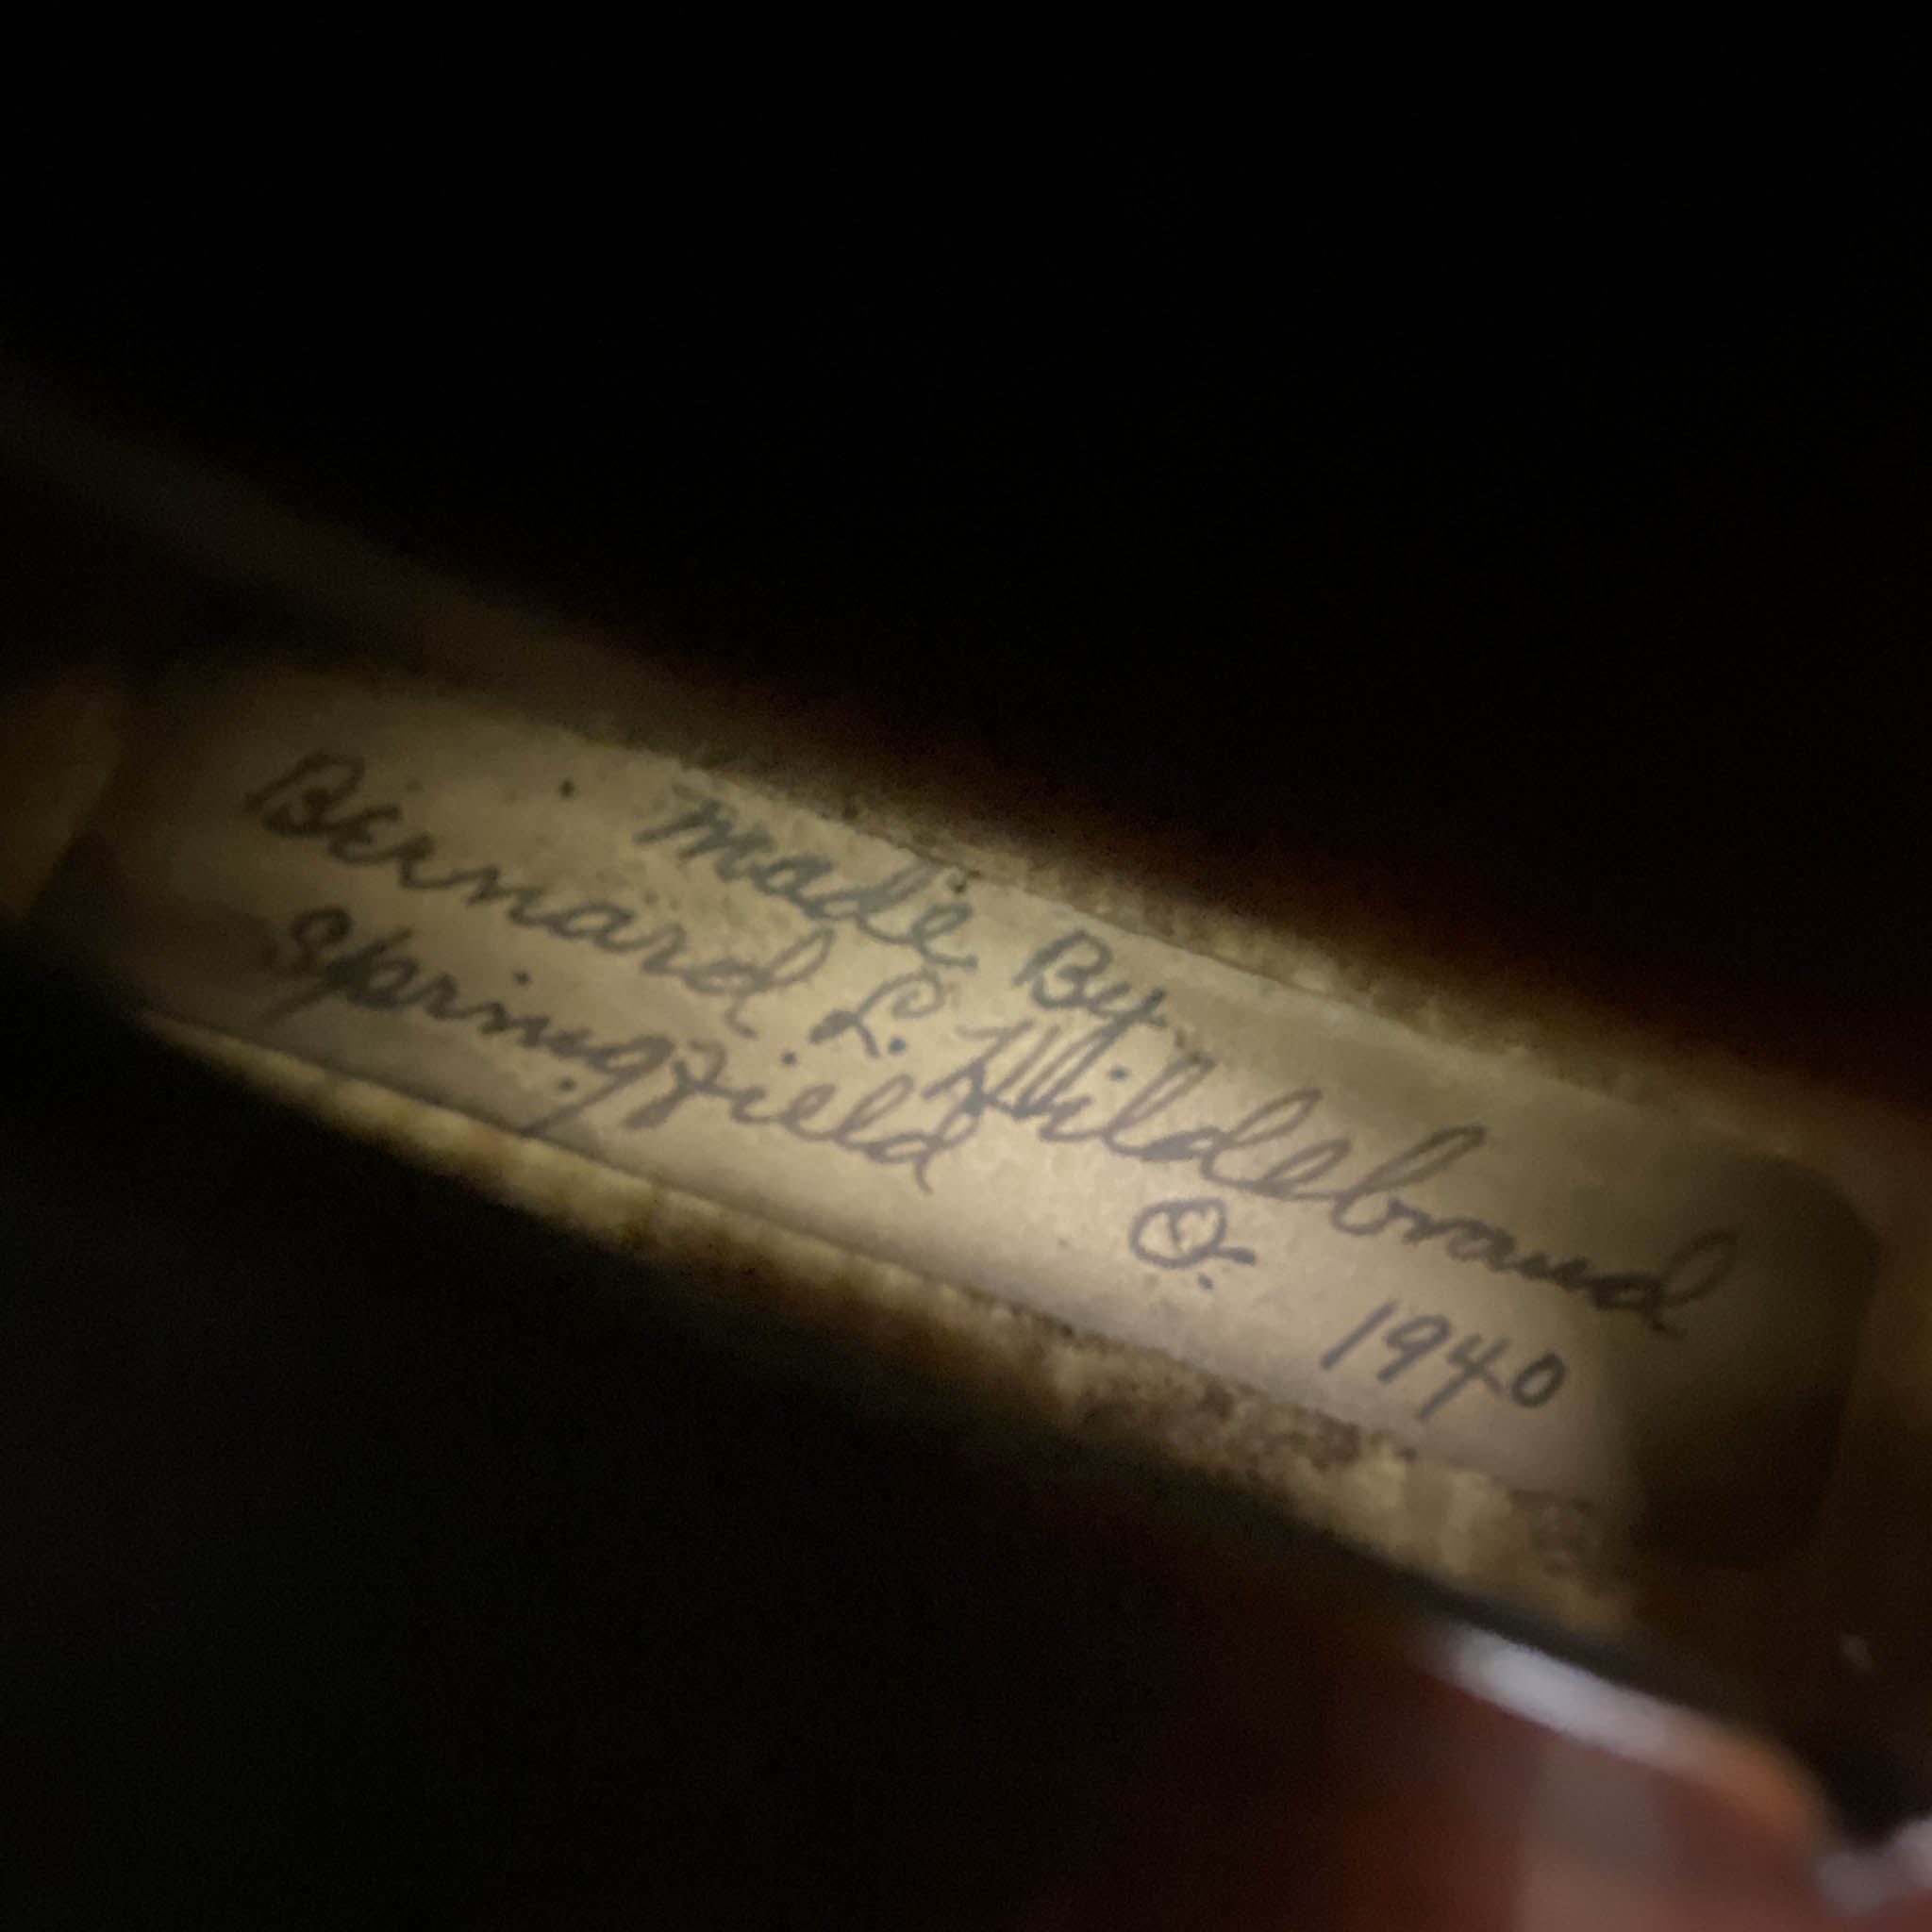 Made By
Bernard L. Hildebrand
Springfield O. 1940